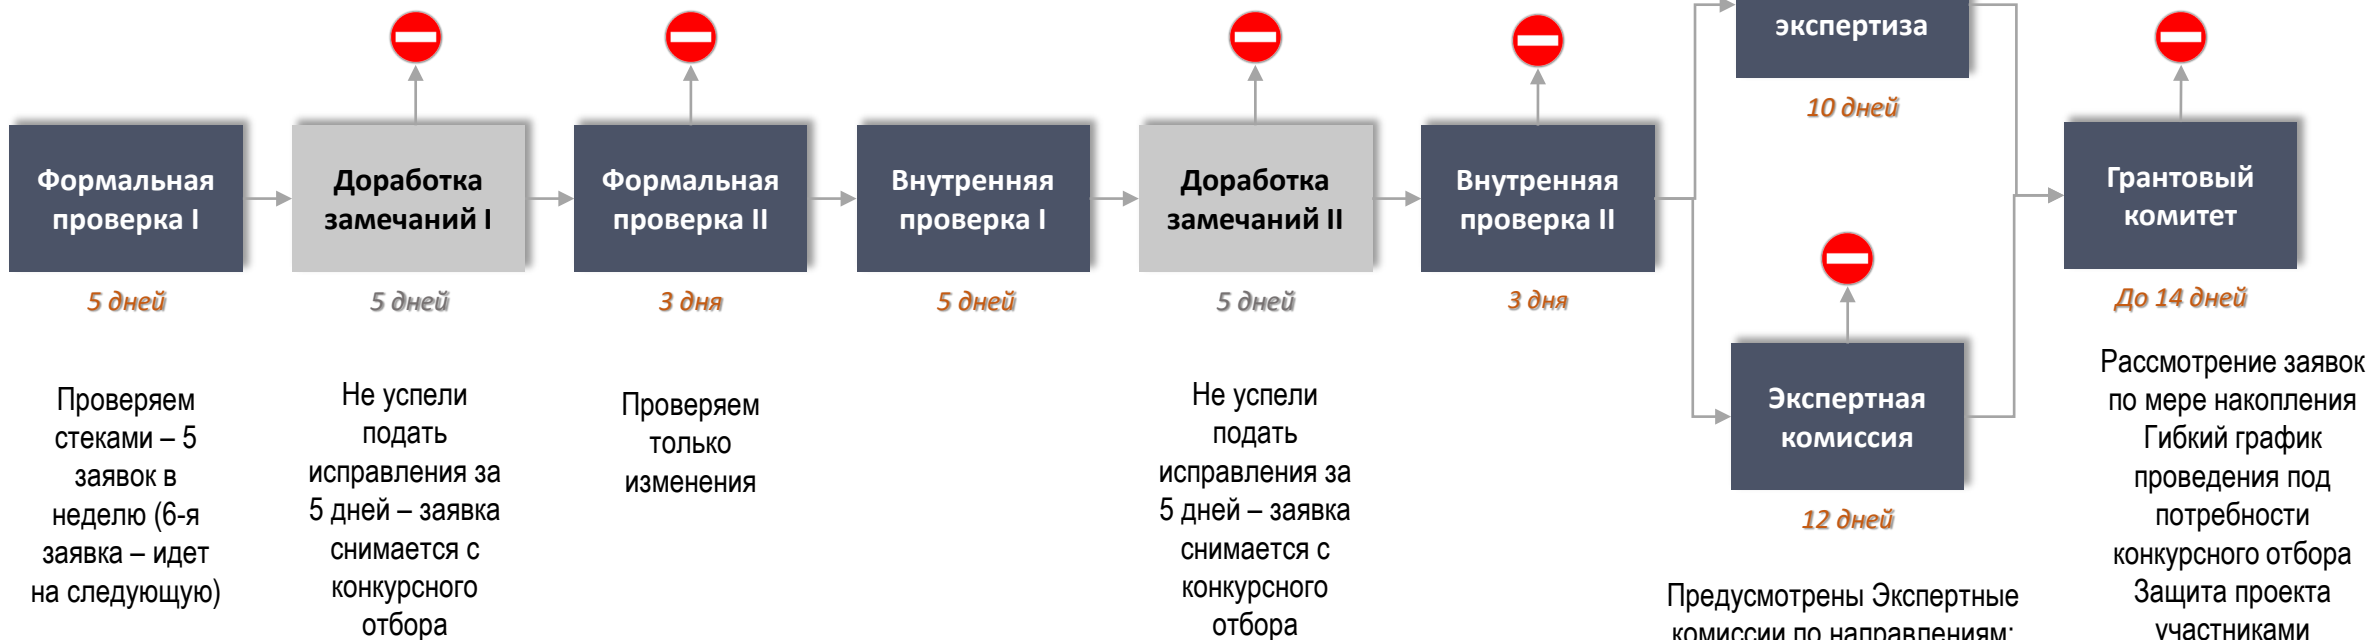 экспертиза
10 дней
Формальная
проверка I
5 дней
Проверяем
стеками – 5
заявок в
неделю (6-я
заявка – идет
на следующую)
Доработка
замечаний I
5 дней
Не успели
подать
исправления за
5 дней – заявка
снимается с
конкурсного
отбора
Формальная
проверка II
3 дня
Проверяем
только
изменения
Внутренняя
проверка I
5 дней
Доработка
замечаний II
5 дней
Не успели
подать
исправления за
5 дней – заявка
снимается с
конкурсного
отбора
Внутренняя
проверка II
3 дня
Экспертная
комиссия
12 дней
Предусмотрены Экспертные
комиссии по направлениям:
Грантовый
комитет
До 14 дней
Рассмотрение заявок
по мере накопления
Гибкий график
проведения под
потребности
конкурсного отбора
Защита проекта
участниками